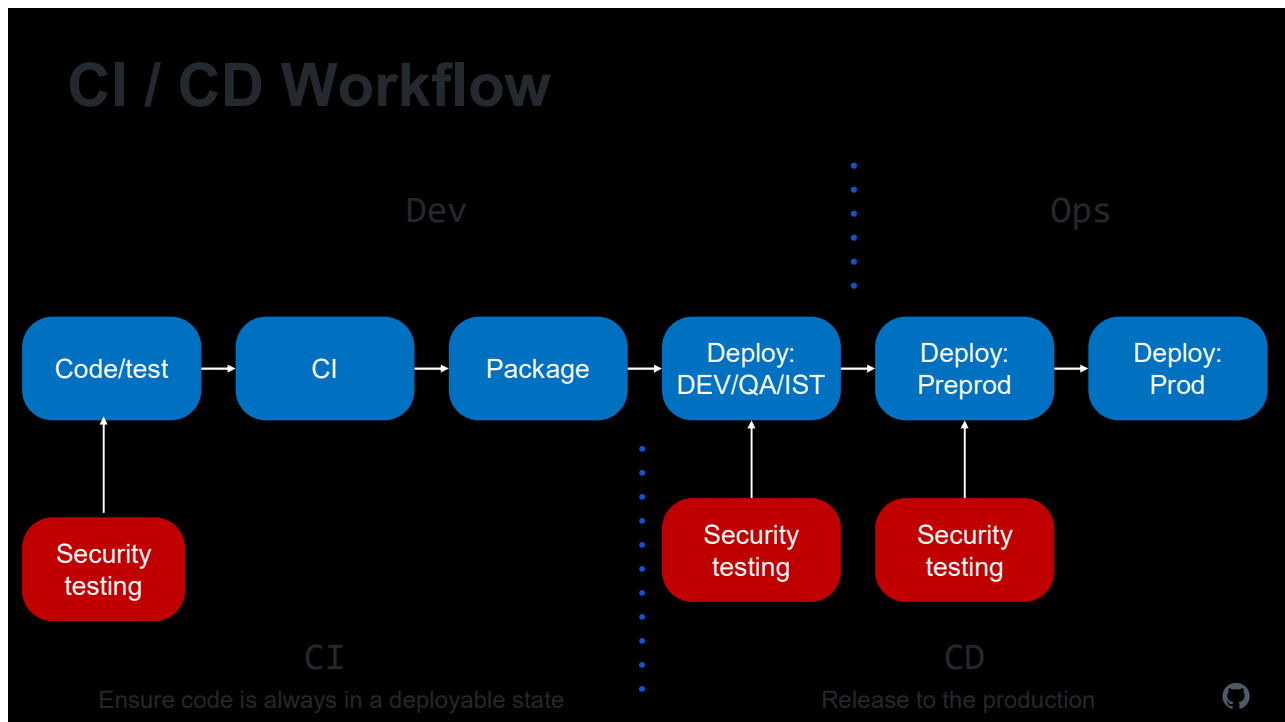 CI / CD Workflow
Dev
Ops
Code/test
CI
Package
Deploy:
DEV/QA/IST
Deploy:
Preprod
Deploy:
Prod
Security
testing
Security
testing
Security
testing
CI
Ensure code is always in a deployable state
CD
Release to the production